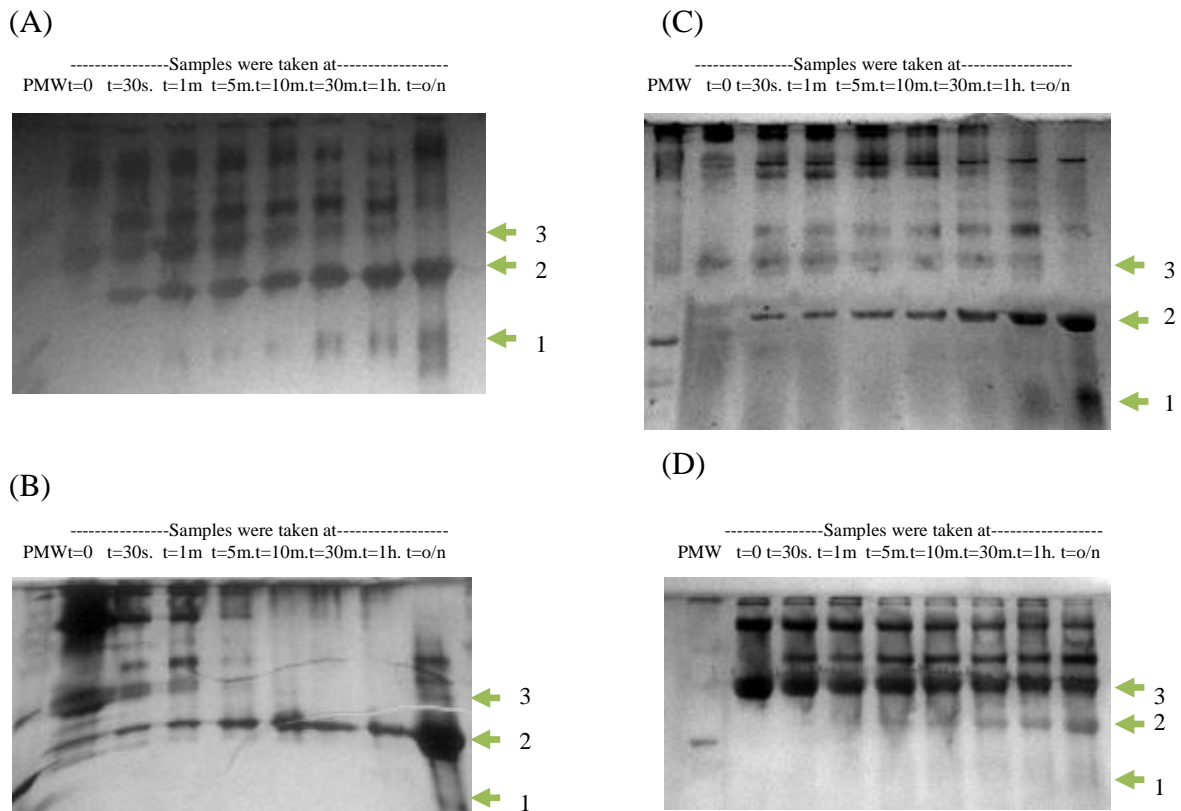 (A)
----------------Samples were taken at------------------
PMWt=0 t=30s. t=1m t=5m.t=10m.t=30m.t=1h. t=o/n
3
2
1
(B)
----------------Samples were taken at------------------
PMWt=0 t=30s. t=1m t=5m.t=10m.t=30m.t=1h. t=o/n
3
2
1
(C)
----------------Samples were taken at------------------
PMW t=0 t=30s. t=1m t=5m.t=10m.t=30m.t=1h. t=o/n
3
2
1
(D)
----------------Samples were taken at------------------
PMW t=0 t=30s. t=1m t=5m.t=10m.t=30m.t=1h. t=o/n
3
2
1